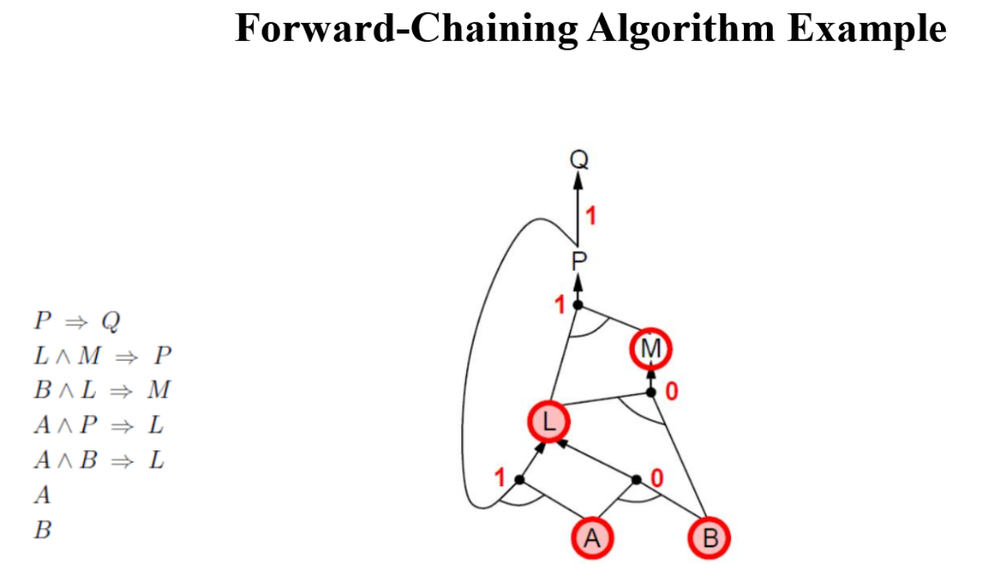 Forward-Chaining Algorithm Example
P ⇒ Q
L ∧ M ⇒ P
B ∧ L ⇒ M
A ∧ P ⇒ L
A ∧ B ⇒ L
A
B
Q
1
P
1
M
0
L
1
0
A
B